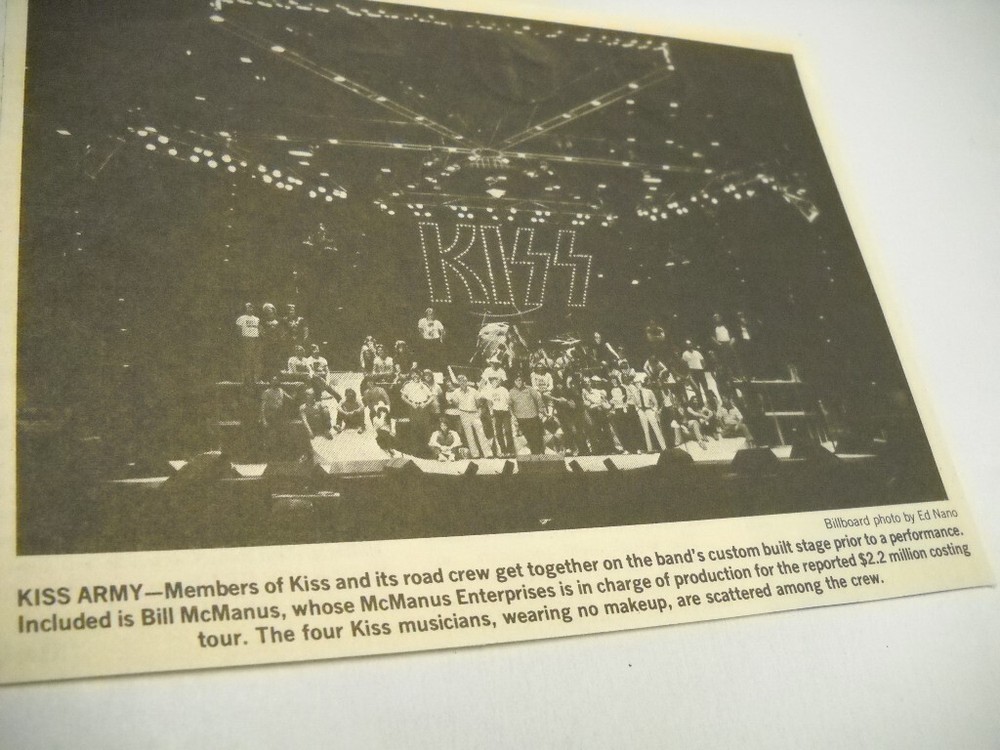 KISS
Billboard photo by Ed Nano
KISS ARMY—Members of Kiss and its road crew get together on the band's custom built stage prior to a performance.
Included is Bill McManus, whose McManus Enterprises is in charge of production for the reported $2.2 million costing
tour. The four Kiss musicians, wearing no makeup, are scattered among the crew.